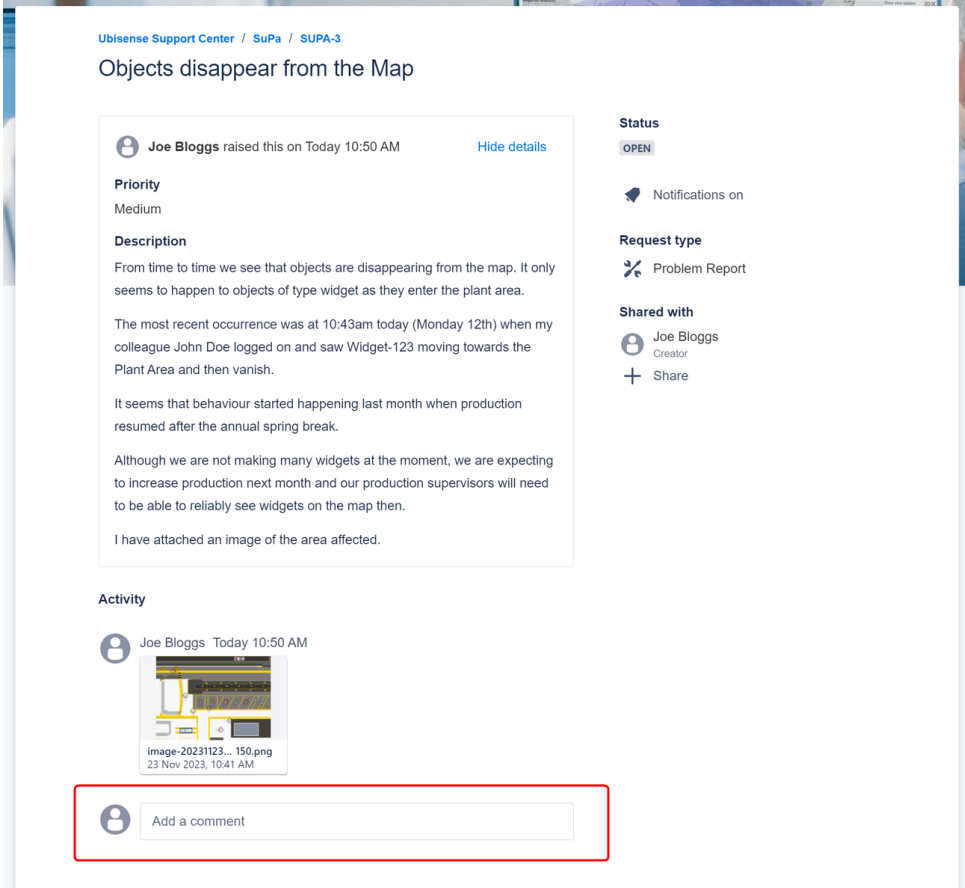 Ubisense Support Center / SuPa / SUPA-3
Objects disappear from the Map
Joe Bloggs raised this on Today 10:50 AM
Hide details
Priority
Medium
Description
From time to time we see that objects are disappearing from the map. It only
seems to happen to objects of type widget as they enter the plant area.
The most recent occurrence was at 10:43am today (Monday 12th) when my
colleague John Doe logged on and saw Widget-123 moving towards the
Plant Area and then vanish.
It seems that behaviour started happening last month when production
resumed after the annual spring break.
Although we are not making many widgets at the moment, we are expecting
to increase production next month and our production supervisors will need
to be able to reliably see widgets on the map then.
I have attached an image of the area affected.
Status
OPEN
Notifications on
Request type
Problem Report
Shared with
Joe Bloggs
Creator
Share
Activity
Joe Bloggs Today 10:50 AM
image-20231123... 150.png
23 Nov 2023, 10:41 AM
Add a comment